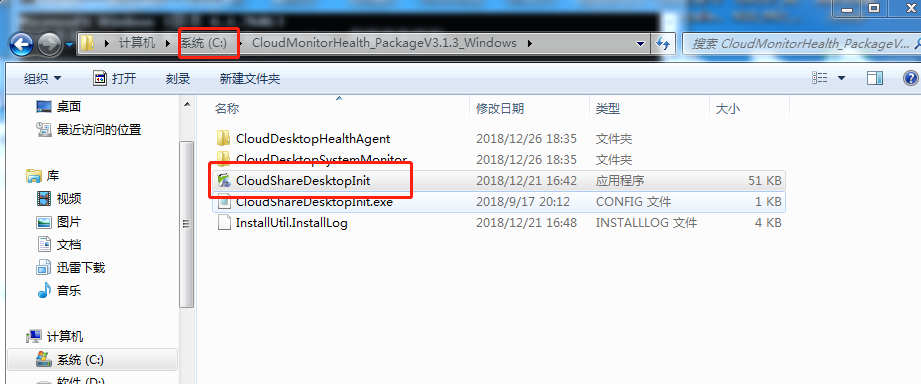 计算机 系统 (C:) CloudMonitorHealth_PackageV3.1.3_Windows 搜索 CloudMonitorHealth_PackageV...
组织 打开 刻录 新建文件夹
名称 修改日期 类型 大小
桌面
最近访问的位置
库
视频
图片
文档
迅雷下载
音乐
计算机
系统 (C:)
软件 (D:)
CloudDesktopHealthAgent 2018/12/26 18:35 文件夹
CloudDesktopSystemMonitor 2018/12/26 18:35 文件夹
CloudShareDesktopInit 2018/12/21 16:42 应用程序 51 KB
CloudShareDesktopInit.exe 2018/9/17 20:12 CONFIG 文件 1 KB
InstallUtil.InstallLog 2018/12/21 16:48 INSTALLLOG 文件 4 KB